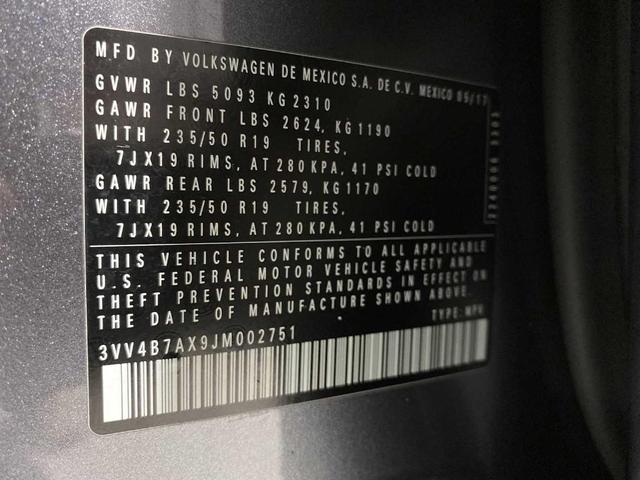 MFD BY VOLKSWAGEN DE MEXICO S.A. DE C.V. MEXICO 05/17
GVWR LBS 5093 KG 2310
GAWR FRONT LBS 2624, KG 1190
WITH 235/50 R19 TIRES,
7JX19 RIMS, AT 280 KPA, 41 PSI COLD
GAWR REAR LBS 2579, KG 1170
WITH 235/50 R19 TIRES,
7JX19 RIMS, AT 280 KPA, 41 PSI COLD
THIS VEHICLE CONFORMS TO ALL APPLICABLE
U.S. FEDERAL MOTOR VEHICLE SAFETY AND
THEFT PREVENTION STANDARDS IN EFFECT ON
THE DATE OF MANUFACTURE SHOWN ABOVE.
TYPE: MPV
3VV4B7AX9JM002751